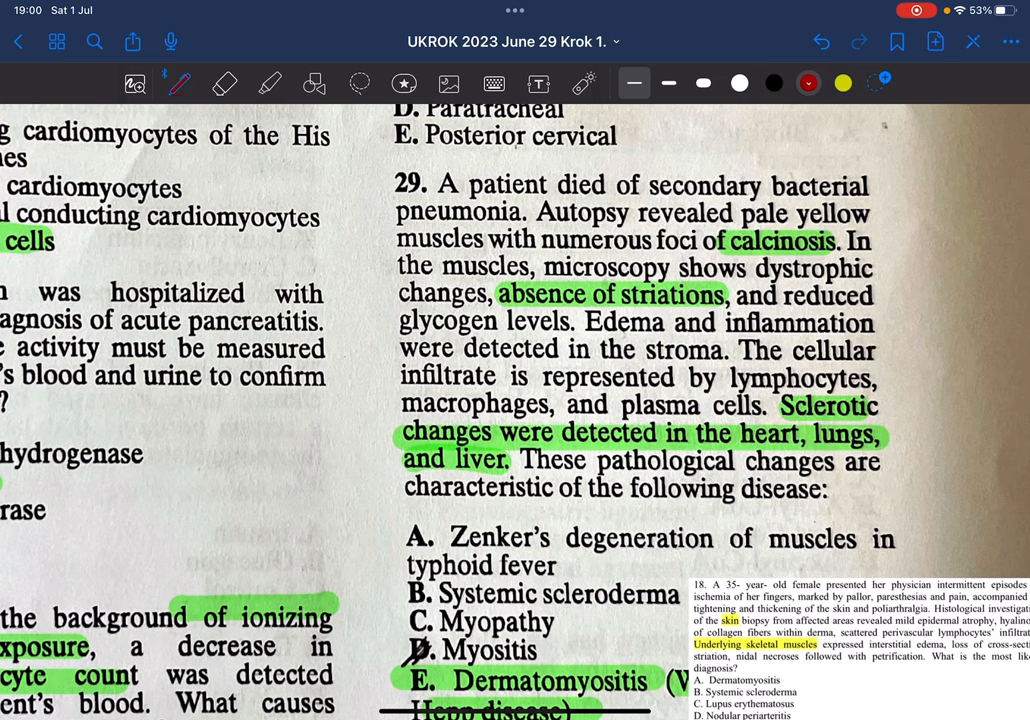 19:00 Sat 1 Jul
53%
UKROK 2023 June 29 Krok 1.
g cardiomyocytes of the His
nes
cardiomyocytes
l conducting cardiomyocytes
cells
was hospitalized with
agnosis of acute pancreatitis.
e activity must be measured
's blood and urine to confirm
?
hydrogenase
rase
the background of ionizing
xposure, a decrease in
cyte count was detected
ent's blood. What causes
D. Paratracheal
E. Posterior cervical
29. A patient died of secondary bacterial
pneumonia. Autopsy revealed pale yellow
muscles with numerous foci of calcinosis. In
the muscles, microscopy shows dystrophic
changes, absence of striations, and reduced
glycogen levels. Edema and inflammation
were detected in the stroma. The cellular
infiltrate is represented by lymphocytes,
macrophages, and plasma cells. Sclerotic
changes were detected in the heart, lungs,
and liver. These pathological changes are
characteristic of the following disease:
A. Zenker's degeneration of muscles in
typhoid fever
B. Systemic scleroderma
C. Myopathy
D. Myositis
E. Dermatomyositis (W
Hepp disease)
18. A 35- year- old female presented her physician intermittent episodes
ischemia of her fingers, marked by pallor, paresthesias and pain, accompanied
tightening and thickening of the skin and poliarthralgia. Histological investigat
of the skin biopsy from affected areas revealed mild epidermal atrophy, hyalino
of collagen fibers within derma, scattered perivascular lymphocytes' infiltrat
Underlying skeletal muscles expressed interstitial edema, loss of cross-secti
striation, nidal necroses followed with petrification. What is the most like
diagnosis?
A. Dermatomyositis
B. Systemic scleroderma
C. Lupus erythematosus
D. Nodular periarteritis